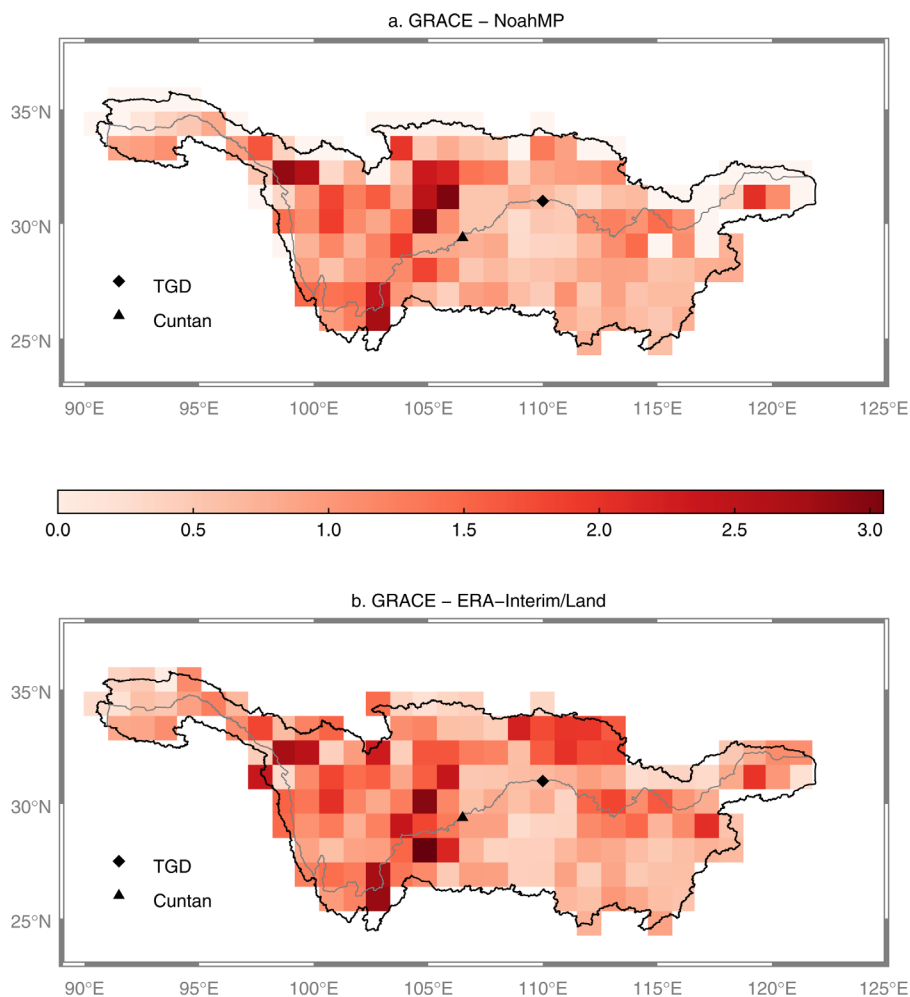 a. GRACE − NoahMP
35°N
30°N
25°N
TGD
Cuntan
90°E 95°E 100°E 105°E 110°E 115°E 120°E 125°E
0.0 0.5 1.0 1.5 2.0 2.5 3.0
b. GRACE − ERA−Interim/Land
35°N
30°N
25°N
TGD
Cuntan
90°E 95°E 100°E 105°E 110°E 115°E 120°E 125°E